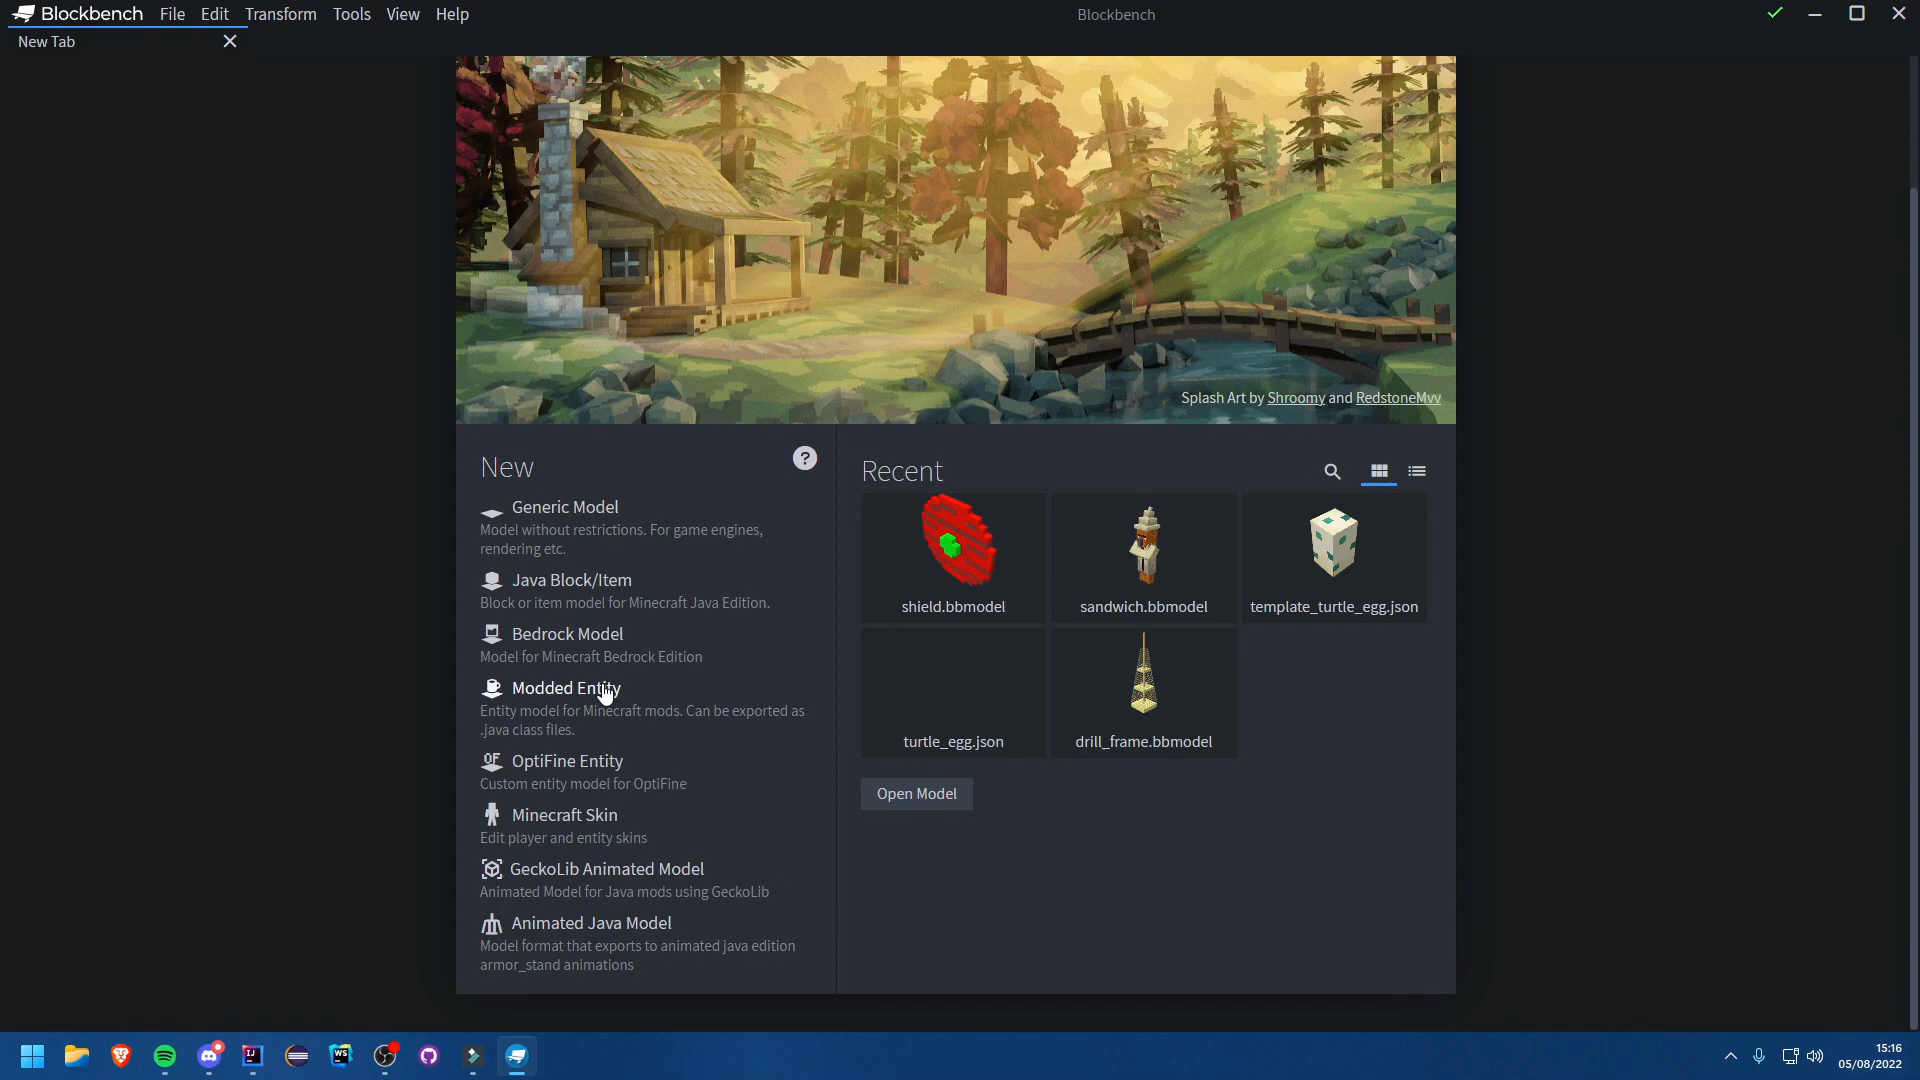 Blockbench File Edit Transform Tools View Help
Blockbench
New Tab
Splash Art by Shroomy and RedstoneMvv
New
?
Generic Model
Model without restrictions. For game engines,
rendering etc.
Java Block/Item
Block or item model for Minecraft Java Edition.
Bedrock Model
Model for Minecraft Bedrock Edition
Modded Entity
Entity model for Minecraft mods. Can be exported as
.java class files.
OF OptiFine Entity
Custom entity model for OptiFine
Minecraft Skin
Edit player and entity skins
GeckoLib Animated Model
Animated Model for Java mods using GeckoLib
Animated Java Model
Model format that exports to animated java edition
armor_stand animations
Recent
shield.bbmodel
sandwich.bbmodel
template_turtle_egg.json
turtle_egg.json
drill_frame.bbmodel
Open Model
IJ
WS
15:16
05/08/2022